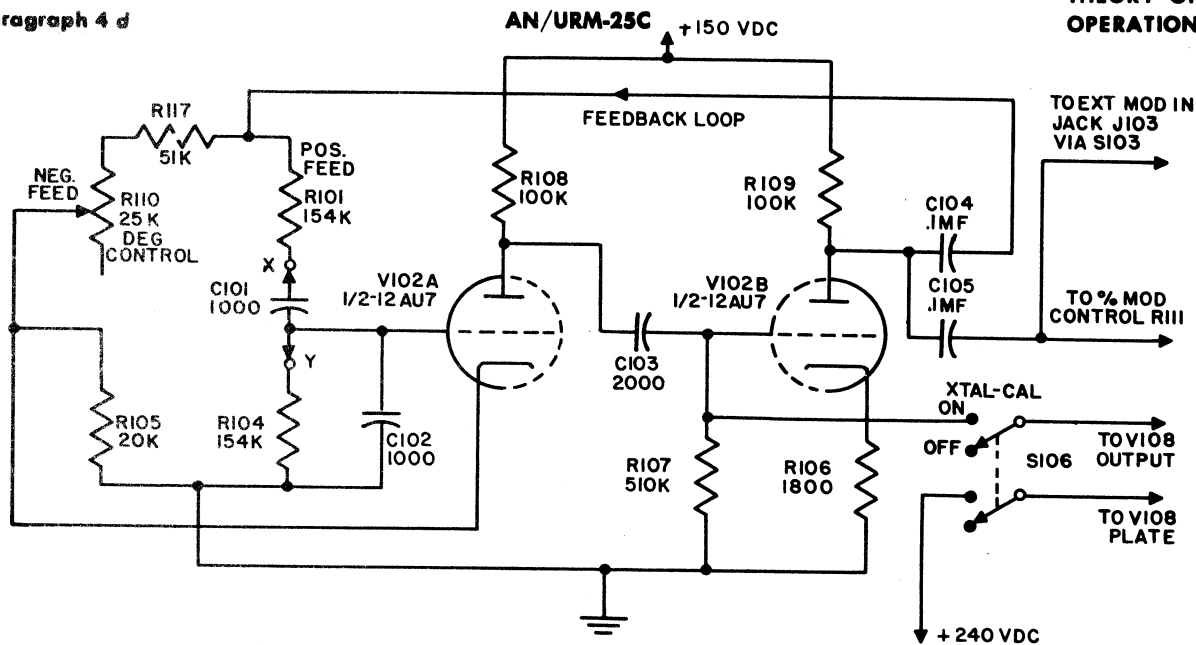 ragraph 4 d
AN/URM-25C
THEORY OF
OPERATION
+150 VDC
FEEDBACK LOOP
R117
51K
POS.
FEED
R101
154K
NEG.
FEED
R110
25K
DEG
CONTROL
X
C101
1000
Y
R105
20K
R104
154K
C102
1000
V102A
1/2-12AU7
R108
100K
C103
2000
R109
100K
V102B
1/2-12AU7
R107
510K
R106
1800
C104
.1MF
C105
.1MF
TO EXT MOD IN
JACK J103
VIA S103
TO % MOD
CONTROL R111
XTAL-CAL
ON
OFF
S106
TO V108
OUTPUT
TO V108
PLATE
+240 VDC